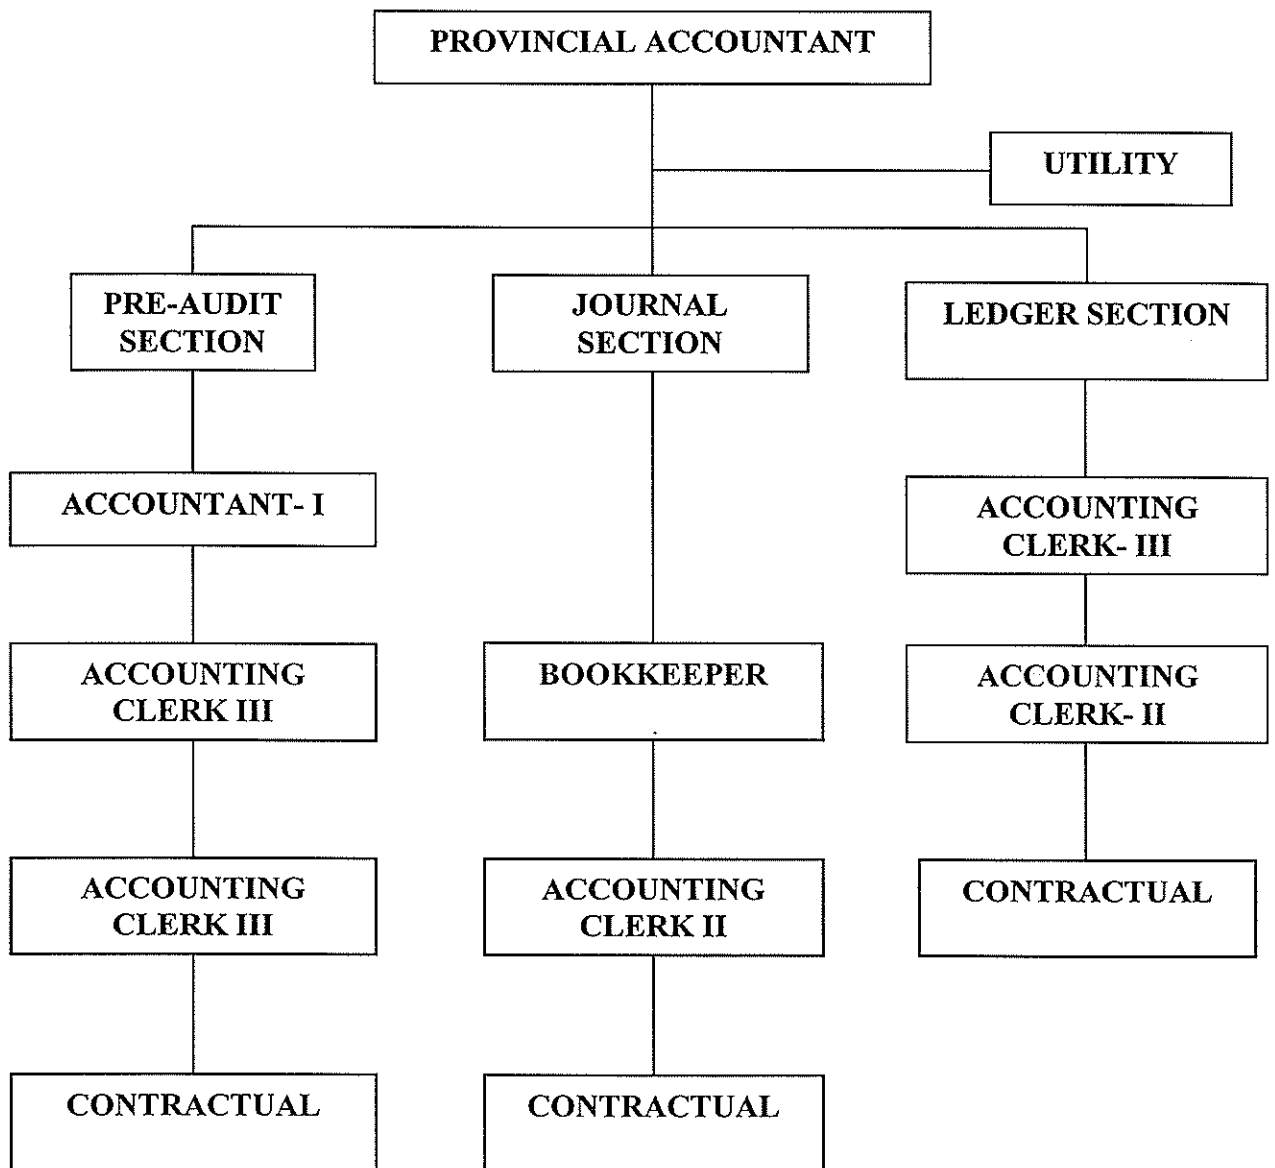 PROVINCIAL ACCOUNTANT
UTILITY
PRE-AUDIT
SECTION
JOURNAL
SECTION
LEDGER SECTION
ACCOUNTANT- I
ACCOUNTING
CLERK- III
ACCOUNTING
CLERK III
BOOKKEEPER
ACCOUNTING
CLERK- II
ACCOUNTING
CLERK III
ACCOUNTING
CLERK II
CONTRACTUAL
CONTRACTUAL
CONTRACTUAL